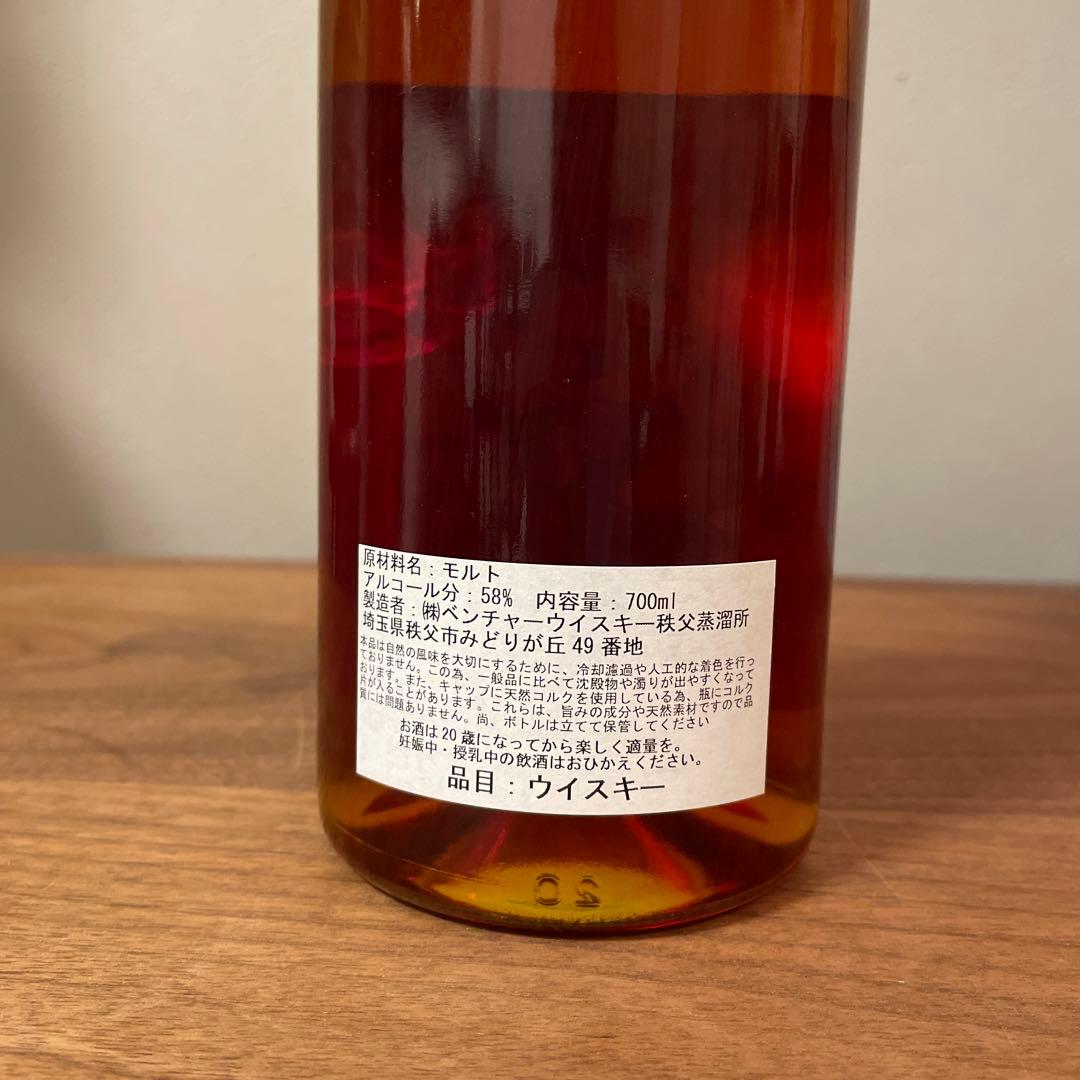 原材料名：モルト
アルコール分：58%　内容量：700ml
製造者：㈱ベンチャーウイスキー秩父蒸溜所
埼玉県秩父市みどりが丘49番地
本品は自然の風味を大切にするために、冷却濾過や人工的な着色を行っ
ておりません。この為、一般品に比べて沈殿物や濁りが出やすくなって
おります。また、キャップに天然コルクを使用している為、瓶にコルク
片が入ることがあります。これらは、旨みの成分や天然素材ですので品
質には問題ありません。尚、ボトルは立てて保管してください
お酒は20歳になってから楽しく適量を。
妊娠中・授乳中の飲酒はおひかえください。
品目：ウイスキー